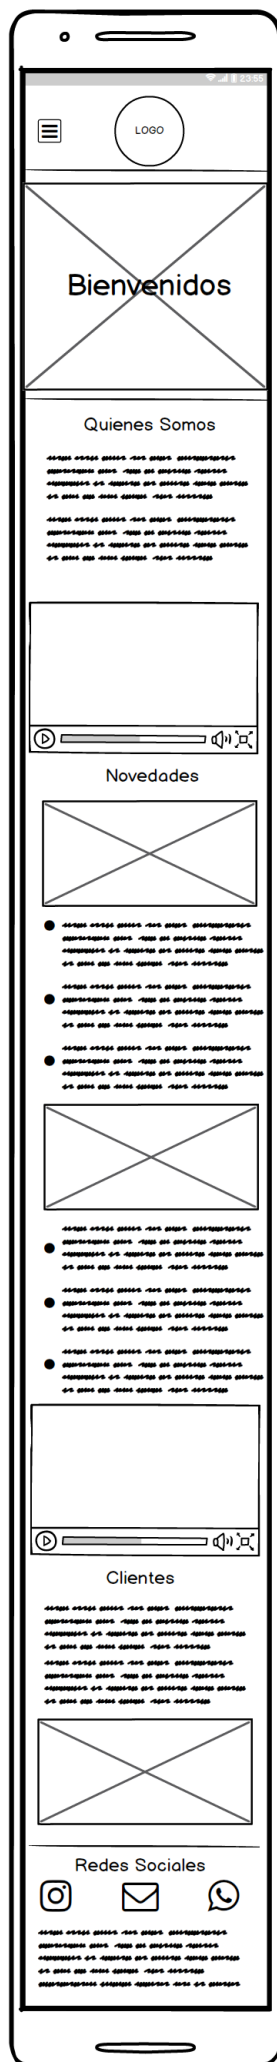 23:55
LOGO
Bienvenidos
Quienes Somos
Novedades
Clientes
Redes Sociales